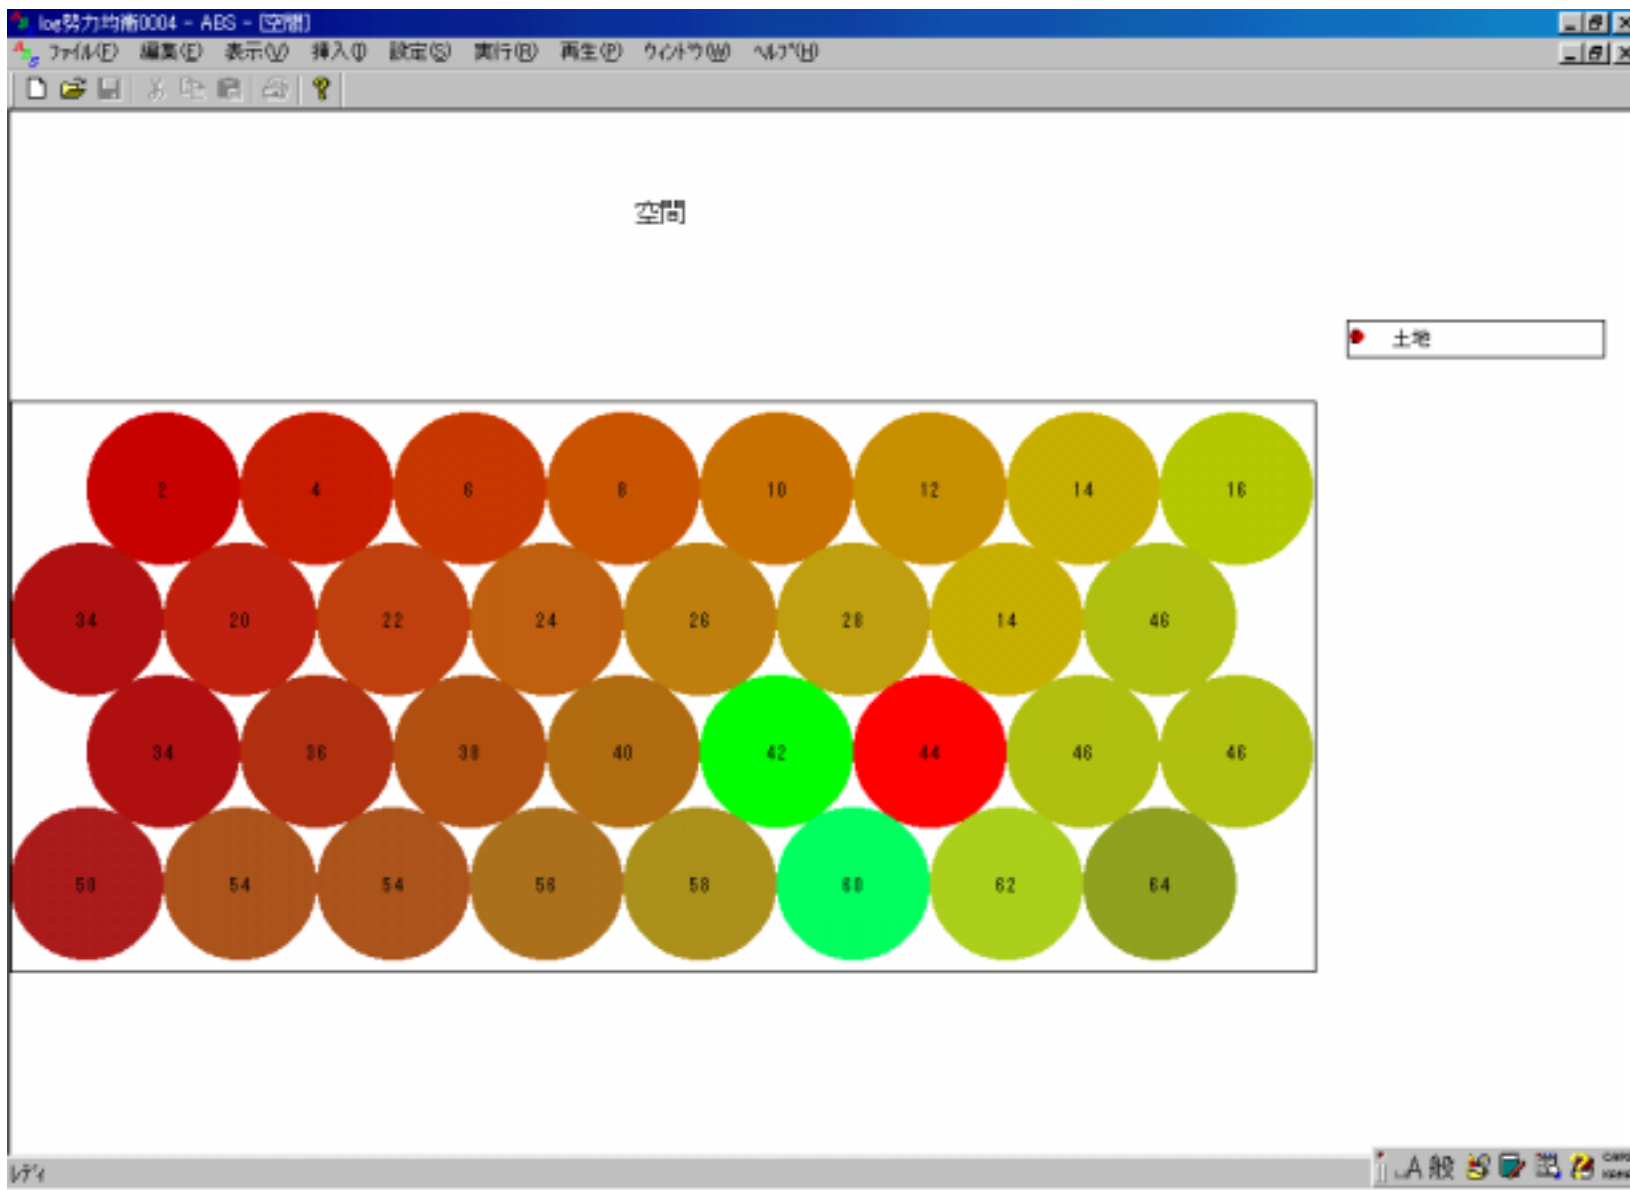 log勢力均衡0004 - ABS - [空間]
ファイル(F) 編集(E) 表示(V) 挿入(I) 設定(S) 実行(R) 再生(P) ウィンドウ(W) ヘルプ(H)
空間
土地
2 4 6 8 10 12 14 16
34 20 22 24 26 28 14 46
34 36 38 40 42 44 46 46
50 54 54 56 58 60 62 64
レディ
A 般